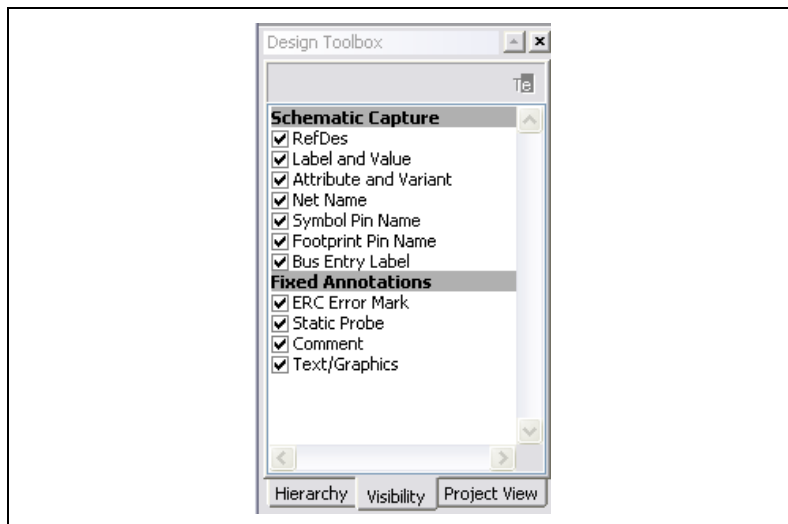 Design Toolbox
Te
Schematic Capture
RefDes
Label and Value
Attribute and Variant
Net Name
Symbol Pin Name
Footprint Pin Name
Bus Entry Label
Fixed Annotations
ERC Error Mark
Static Probe
Comment
Text/Graphics
Hierarchy Visibility Project View